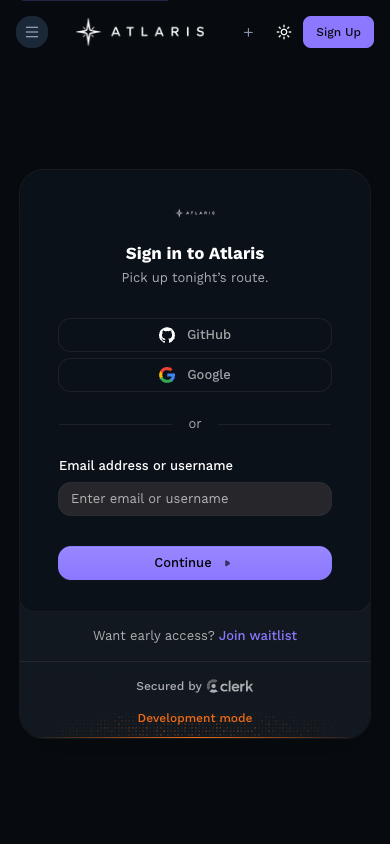 ATLARIS
+
Sign Up
ATLARIS
Sign in to Atlaris
Pick up tonight's route.
GitHub
Google
or
Email address or username
Enter email or username
Continue
Want early access? Join waitlist
Secured by clerk
Development mode